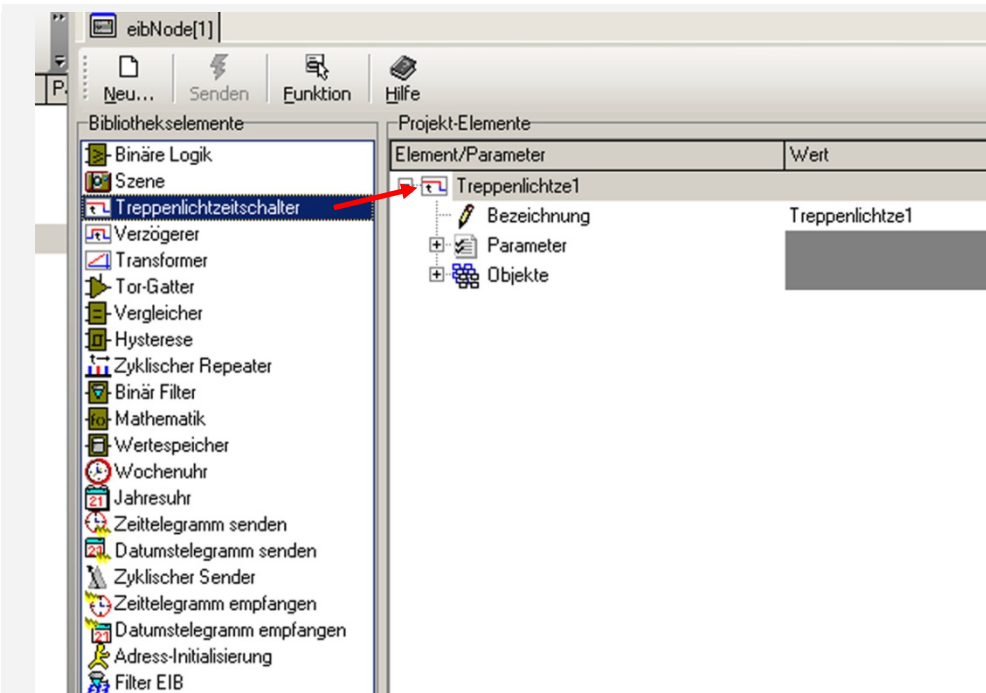 eibNode[1]
P
Neu... Senden Funktion Hilfe
Bibliothekselemente
Binäre Logik
Szene
Treppenlichtzeitschalter
Verzögerer
Transformer
Tor-Gatter
Vergleicher
Hysterese
Zyklischer Repeater
Binär Filter
Mathematik
Wertespeicher
Wochenuhr
Jahresuhr
Zeittelegramm senden
Datumstelegramm senden
Zyklischer Sender
Zeittelegramm empfangen
Datumstelegramm empfangen
Adress-Initialisierung
Filter EIB
Projekt-Elemente
Element/Parameter Wert
Treppenlichtze1
Bezeichnung Treppenlichtze1
Parameter
Objekte